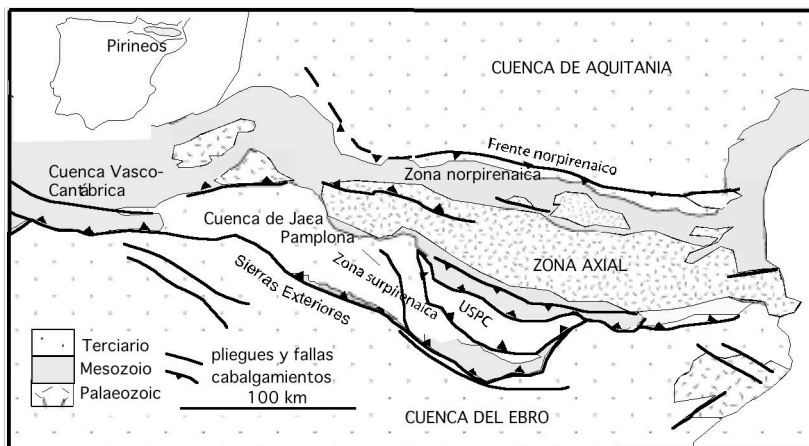 Pirineos
CUENCA DE AQUITANIA
Frente norpirenaico
Zona norpirenaica
Cuenca Vasco-
Cantábrica
Cuenca de Jaca
Pamplona
ZONA AXIAL
Zona surpirenaica
USPC
Sierras Exteriores
Terciario
Mesozoio
Palaeozoic
pliegues y fallas
cabalgamientos
100 km
CUENCA DEL EBRO